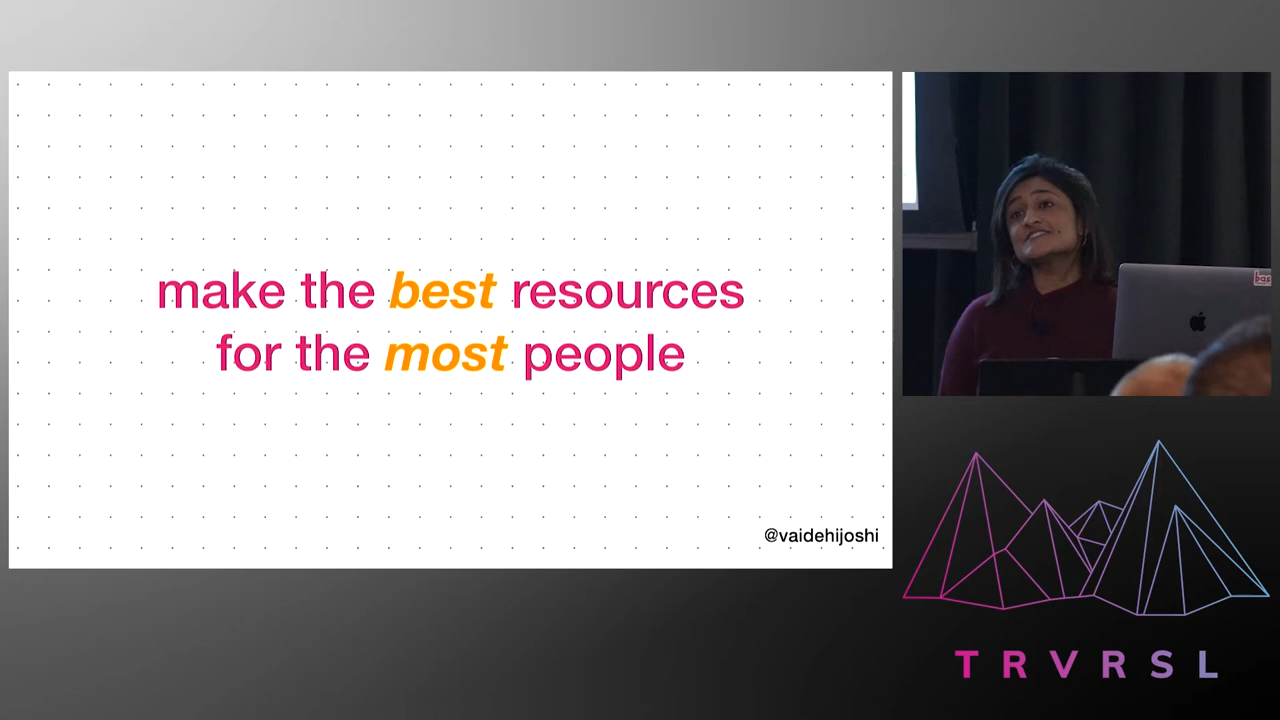 make the best resources
for the most people
@vaidehijoshi
TRVRSL